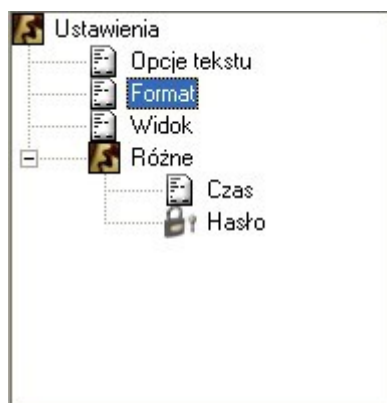 Ustawienia
Opcje tekstu
Format
Widok
Różne
Czas
Hasło